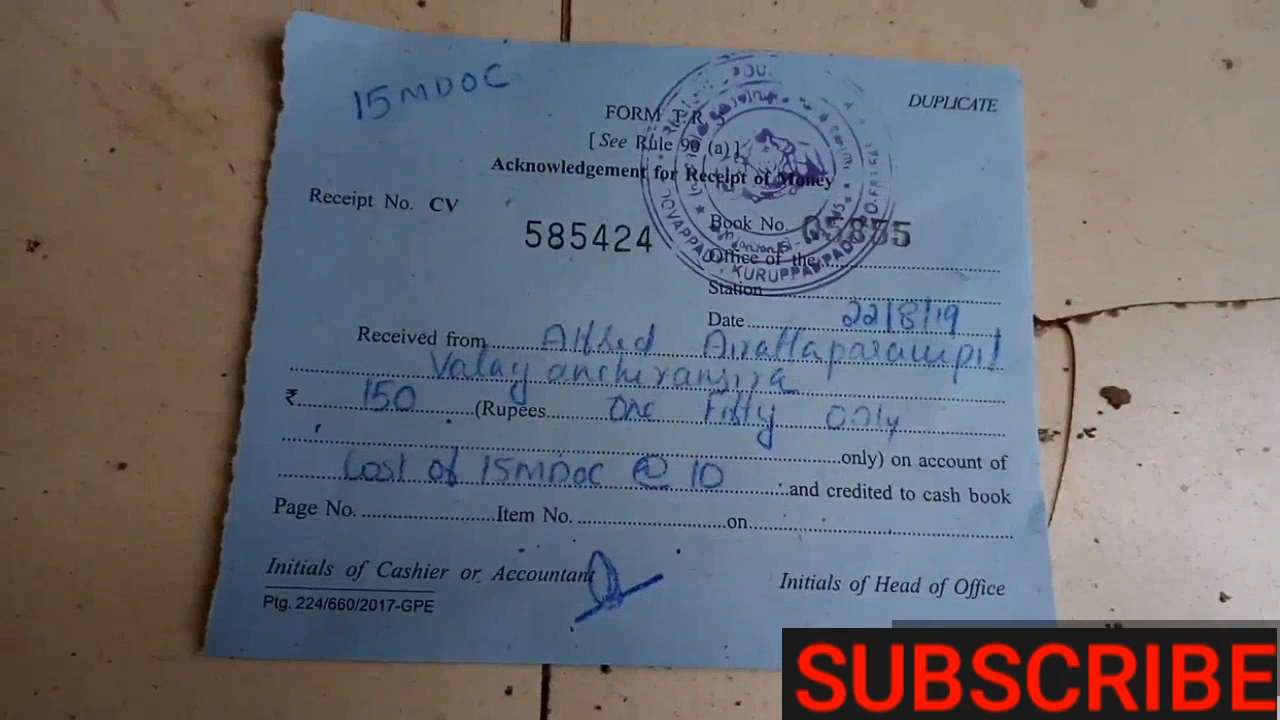 15MDOC
DUPLICATE
FORM T.R. 5
[ See Rule 90 (a)]
Acknowledgement for Receipt of Money
Receipt No. CV 585424
Book No. 05855
Office of the
KURUPPAMPADY P.O.
Station
Date 22/8/19
Received from Alfred
₹ 150 (Rupees One Fifty only
only) on account of
Cost of 15MDOC @ 10 and credited to cash book
Page No. Item No. on
Initials of Cashier or Accountant
Initials of Head of Office
Ptg. 224/660/2017-GPE
SUBSCRIBE